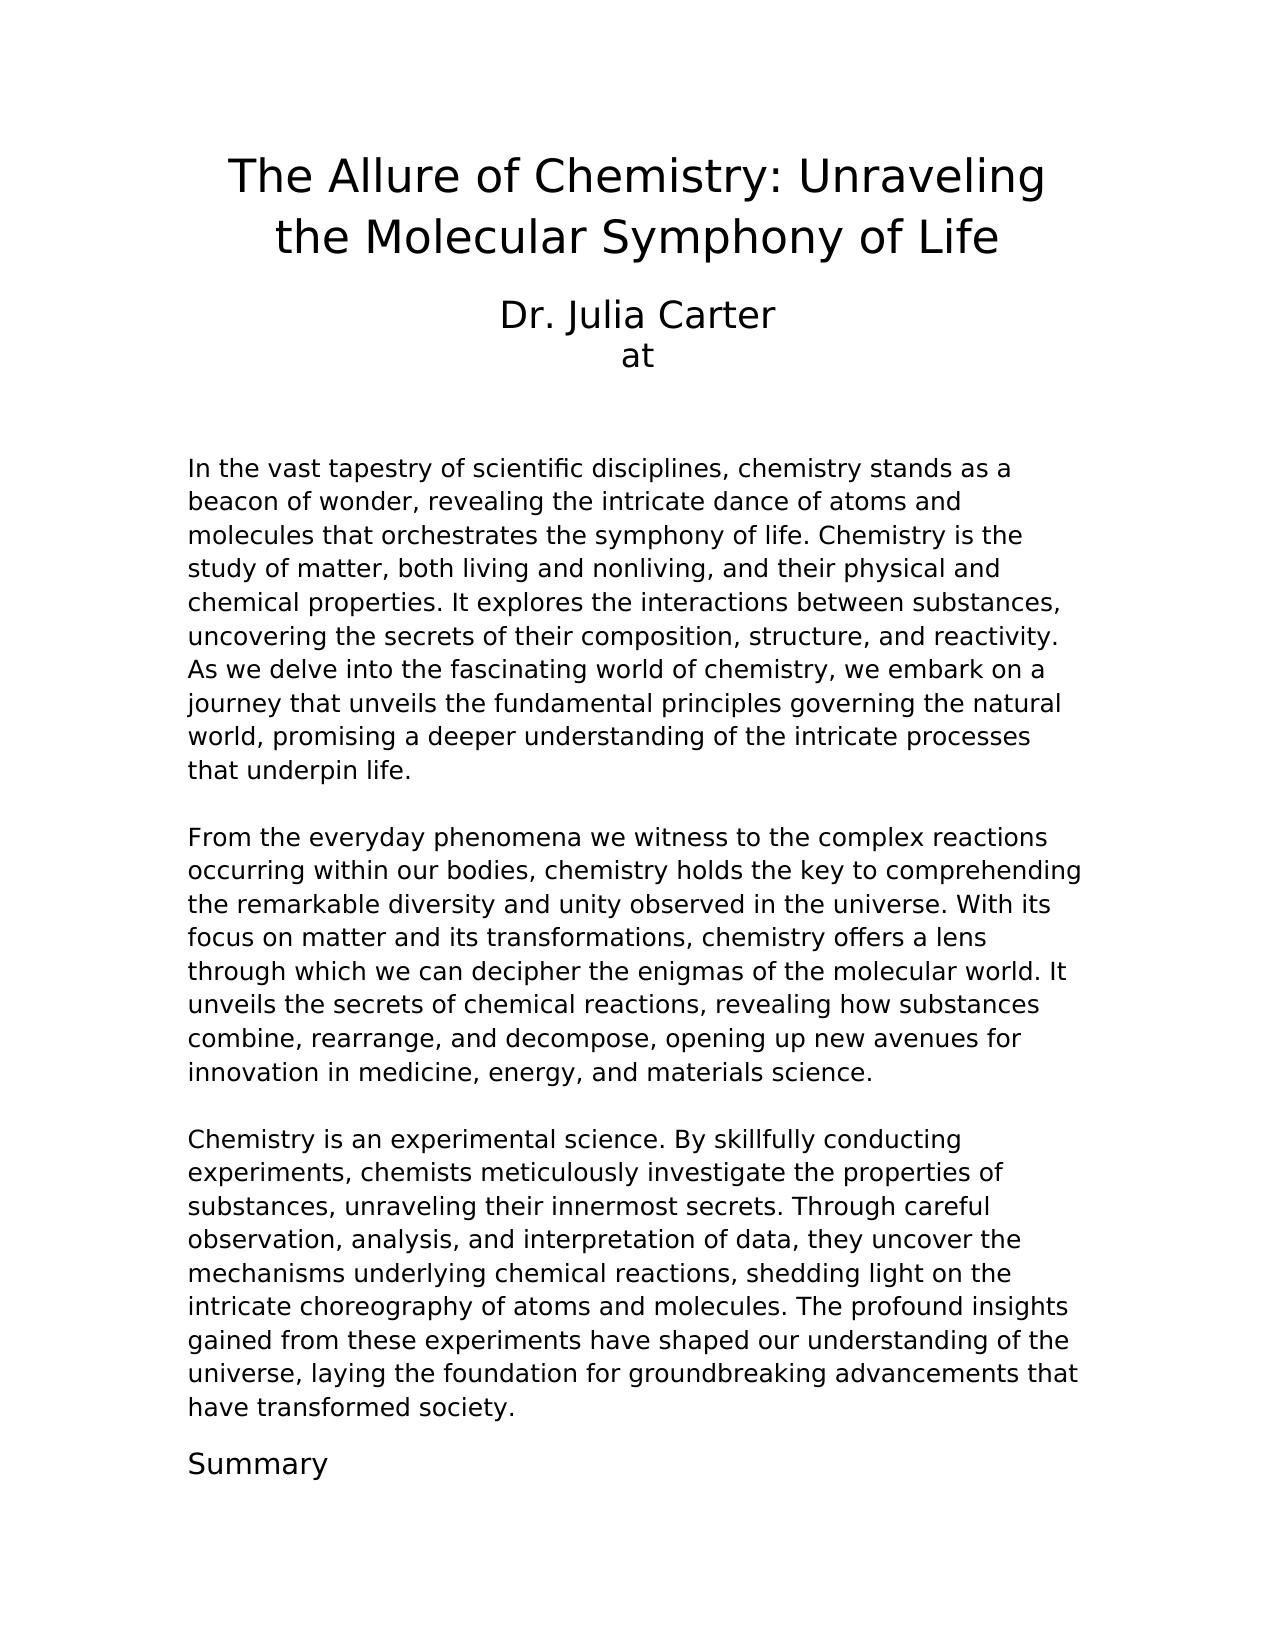 The Allure of Chemistry: Unraveling
the Molecular Symphony of Life
Dr. Julia Carter
at
In the vast tapestry of scientific disciplines, chemistry stands as a
beacon of wonder, revealing the intricate dance of atoms and
molecules that orchestrates the symphony of life. Chemistry is the
study of matter, both living and nonliving, and their physical and
chemical properties. It explores the interactions between substances,
uncovering the secrets of their composition, structure, and reactivity.
As we delve into the fascinating world of chemistry, we embark on a
journey that unveils the fundamental principles governing the natural
world, promising a deeper understanding of the intricate processes
that underpin life.
From the everyday phenomena we witness to the complex reactions
occurring within our bodies, chemistry holds the key to comprehending
the remarkable diversity and unity observed in the universe. With its
focus on matter and its transformations, chemistry offers a lens
through which we can decipher the enigmas of the molecular world. It
unveils the secrets of chemical reactions, revealing how substances
combine, rearrange, and decompose, opening up new avenues for
innovation in medicine, energy, and materials science.
Chemistry is an experimental science. By skillfully conducting
experiments, chemists meticulously investigate the properties of
substances, unraveling their innermost secrets. Through careful
observation, analysis, and interpretation of data, they uncover the
mechanisms underlying chemical reactions, shedding light on the
intricate choreography of atoms and molecules. The profound insights
gained from these experiments have shaped our understanding of the
universe, laying the foundation for groundbreaking advancements that
have transformed society.
Summary